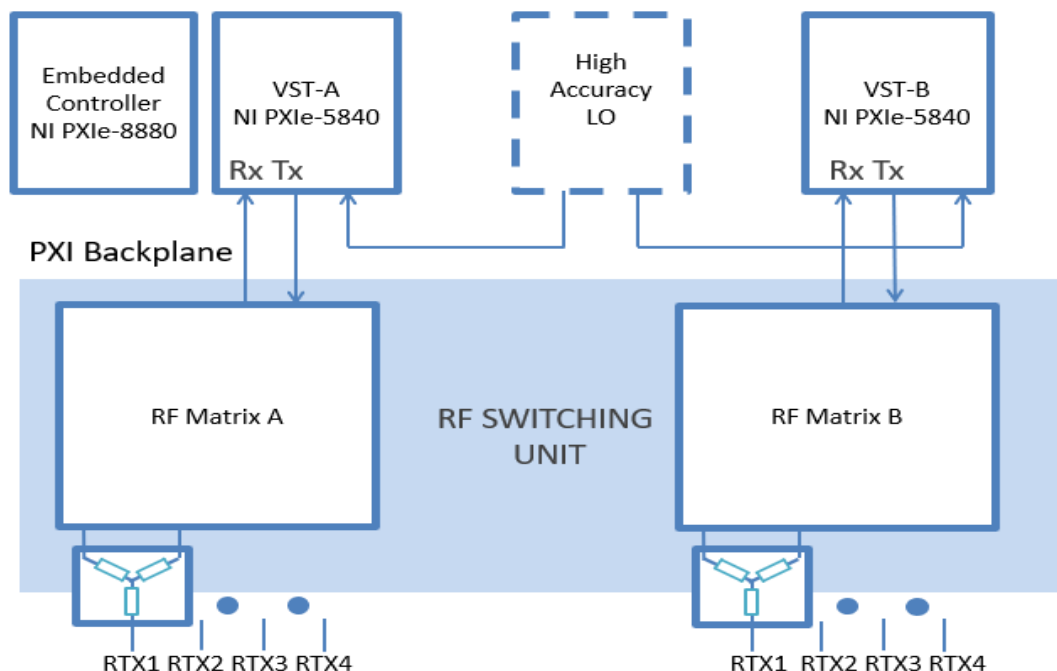 Embedded
Controller
NI PXIe-8880
VST-A
NI PXIe-5840
Rx Tx
High
Accuracy
LO
VST-B
NI PXIe-5840
Rx Tx
PXI Backplane
RF Matrix A
RF SWITCHING
UNIT
RF Matrix B
RTX1 RTX2 RTX3 RTX4
RTX1 RTX2 RTX3 RTX4